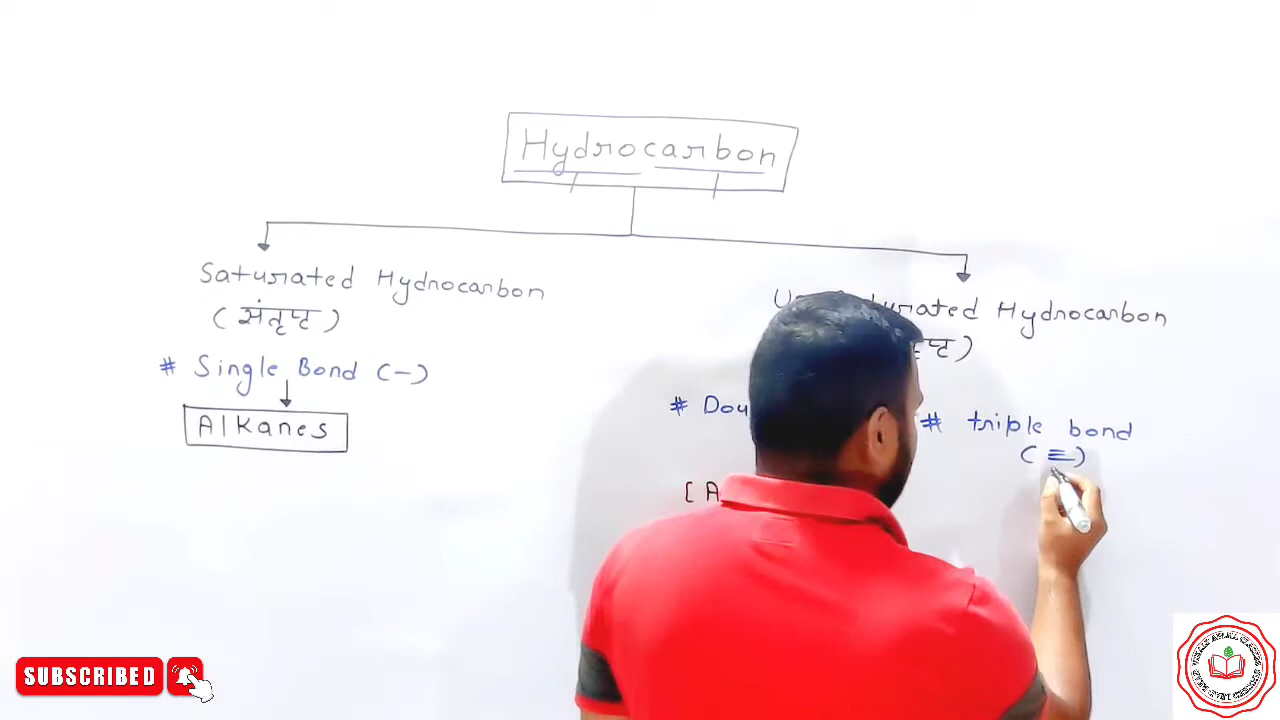 Hydrocarbon
Saturated Hydrocarbon
(संतृप्ट)
Hydrocarbon
# Single Bond (-)
# triple bond
(≡)
Alkanes
[ A
SUBSCRIBED